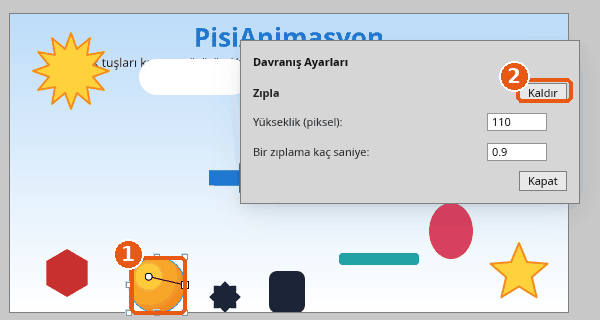 PisiAnimasyon
tuşları
Davranış Ayarları
2
Zıpla
Kaldır
Yükseklik (piksel):
110
Bir zıplama kaç saniye:
0.9
Kapat
1